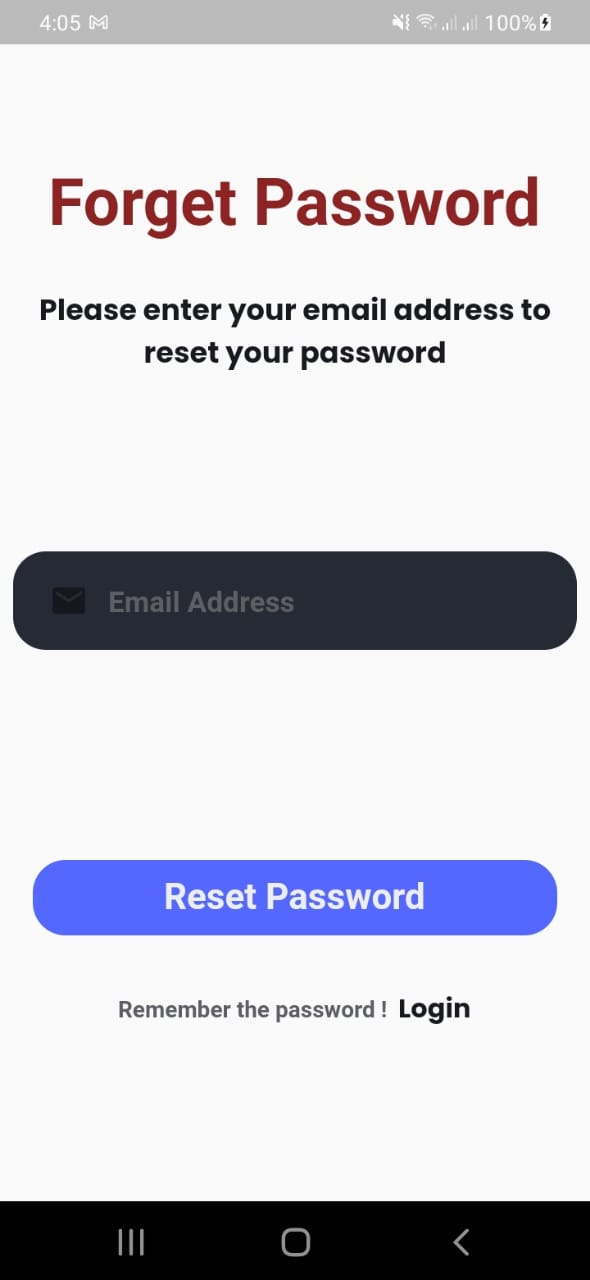 4:05 100%
Forget Password
Please enter your email address to
reset your password
Email Address
Reset Password
Remember the password ! Login